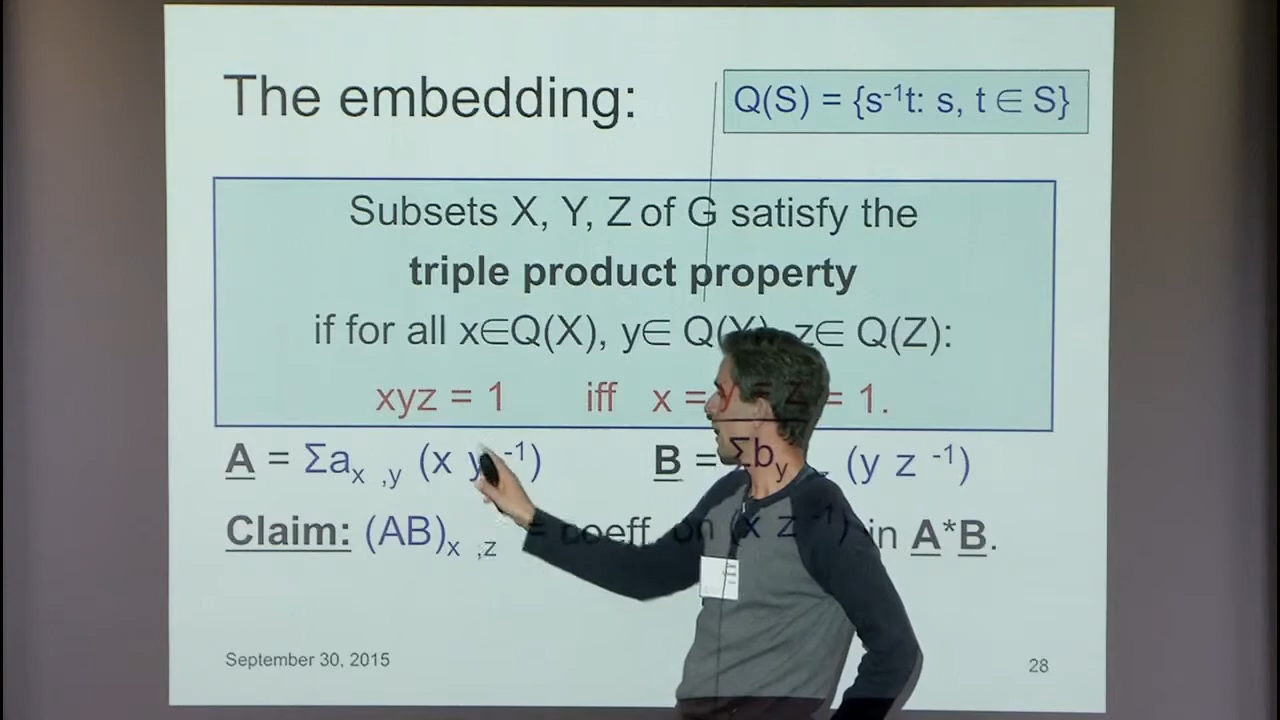 The embedding:
Q(S) = {s⁻¹t: s, t ∈ S}
Subsets X, Y, Z of G satisfy the
triple product property
if for all x∈Q(X), y∈ Q(Y), z∈ Q(Z):
xyz = 1 iff x = y = z = 1.
A = Σaₓ ,y (x y ⁻¹) B = Σb_y (y z ⁻¹)
Claim: (AB)ₓ ,z = coeff. on (x z ⁻¹) in A*B.
September 30, 2015
28